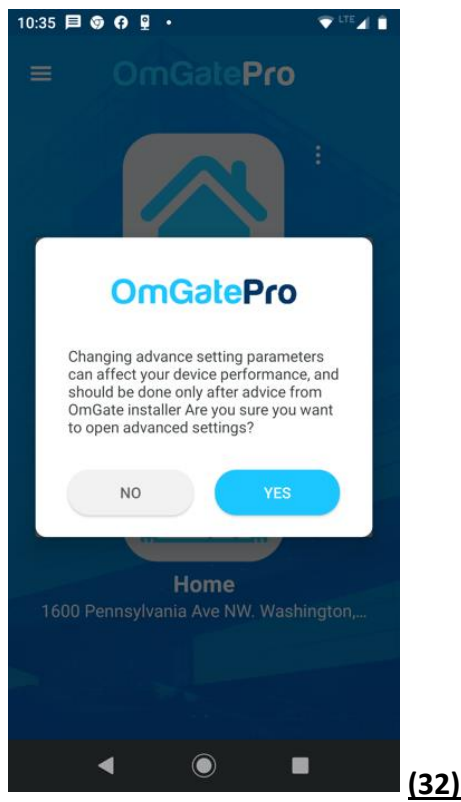 10:35
LTE
OmGatePro
OmGatePro
Changing advance setting parameters
can affect your device performance, and
should be done only after advice from
OmGate installer Are you sure you want
to open advanced settings?
NO YES
Home
1600 Pennsylvania Ave NW. Washington,...
(32)